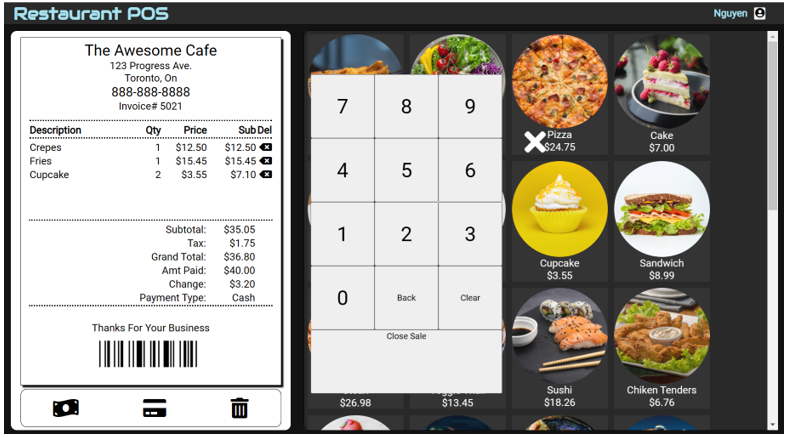 Restaurant POS
Nguyen
The Awesome Cafe
123 Progress Ave.
Toronto, On
888-888-8888
Invoice# 5021
Description Qty Price Sub Del
Crepes 1 $12.50 $12.50
Fries 1 $15.45 $15.45
Cupcake 2 $3.55 $7.10
Subtotal: $35.05
Tax: $1.75
Grand Total: $36.80
Amt Paid: $40.00
Change: $3.20
Payment Type: Cash
Thanks For Your Business
7 8 9
4 5 6
1 2 3
0 Back Clear
Close Sale
Pizza
$24.75
Cake
$7.00
Cupcake
$3.55
Sandwich
$8.99
$26.98
$13.45
Sushi
$18.26
Chiken Tenders
$6.76